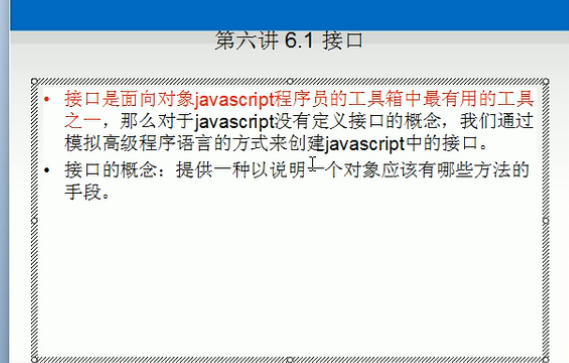 第六讲 6.1 接口
• 接口是面向对象javascript程序员的工具箱中最有用的工具
之一，那么对于javascript没有定义接口的概念，我们通过
模拟高级程序语言的方式来创建javascript中的接口。
• 接口的概念：提供一种以说明一个对象应该有哪些方法的
手段。